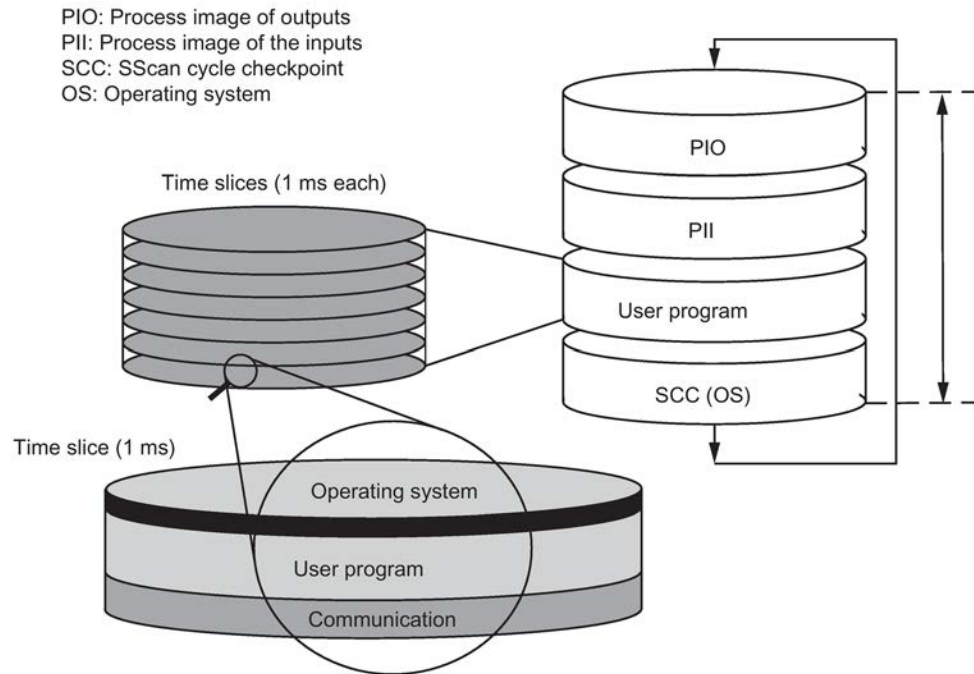 PIO: Process image of outputs
PII: Process image of the inputs
SCC: SScan cycle checkpoint
OS: Operating system
Time slices (1 ms each)
PIO
PII
User program
SCC (OS)
Time slice (1 ms)
Operating system
User program
Communication